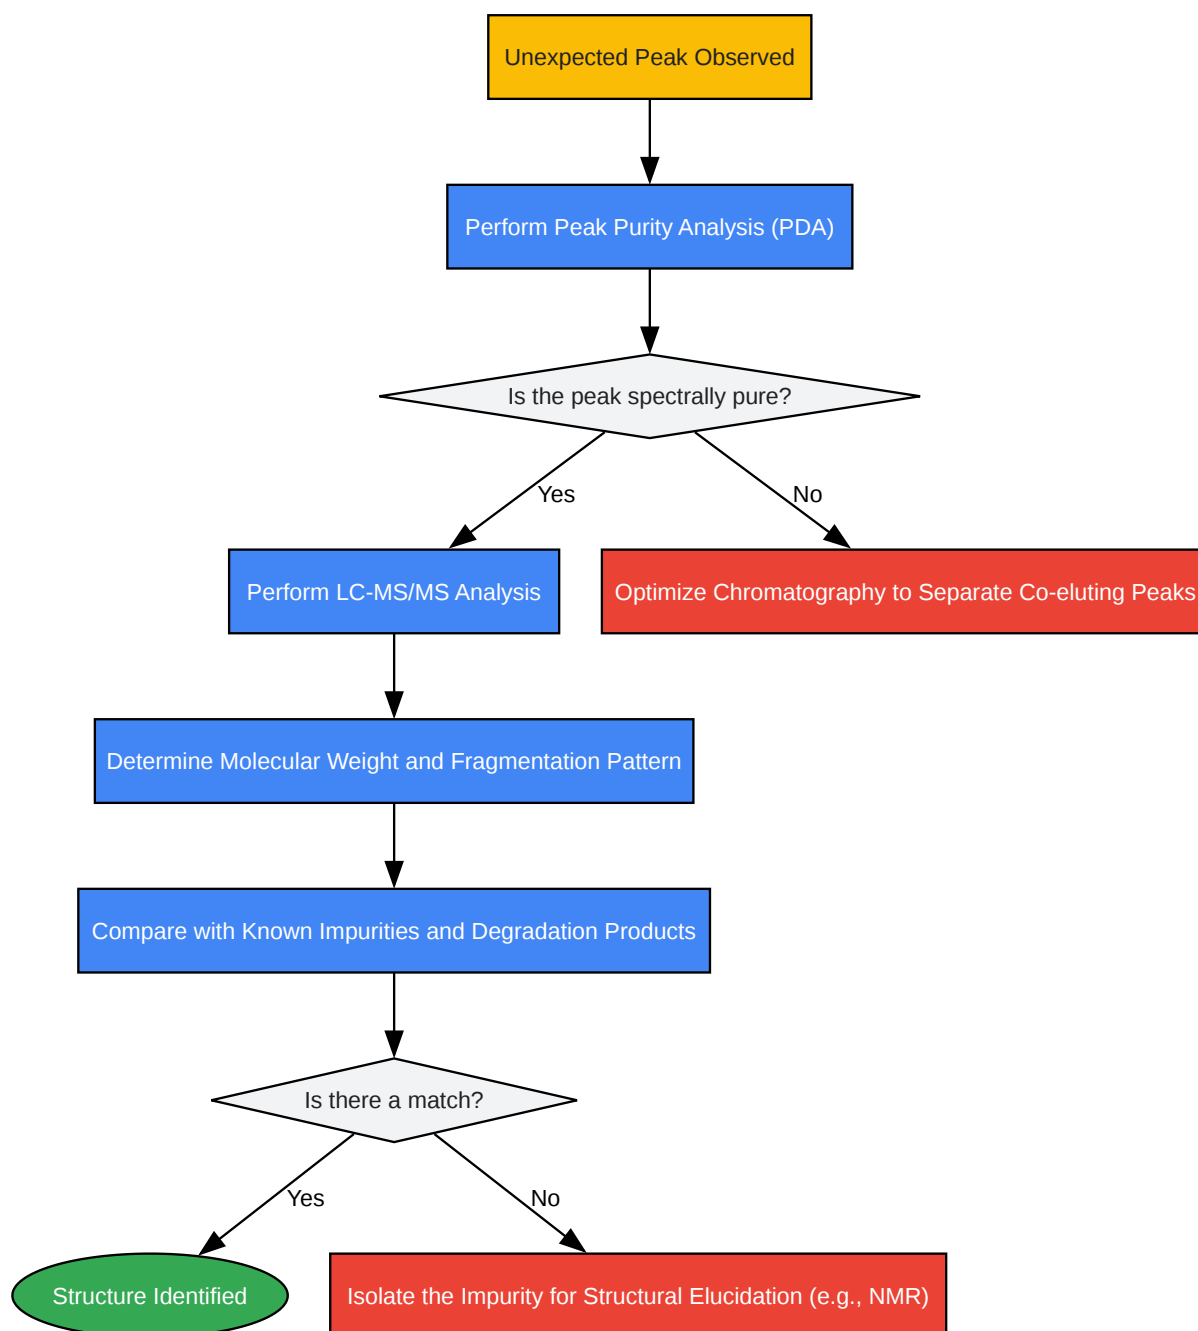 Unexpected Peak Observed
Perform Peak Purity Analysis (PDA)
Is the peak spectrally pure?
Yes
No
Perform LC-MS/MS Analysis
Optimize Chromatography to Separate Co-eluting Peaks
Determine Molecular Weight and Fragmentation Pattern
Compare with Known Impurities and Degradation Products
Is there a match?
Yes
No
Structure Identified
Isolate the Impurity for Structural Elucidation (e.g., NMR)